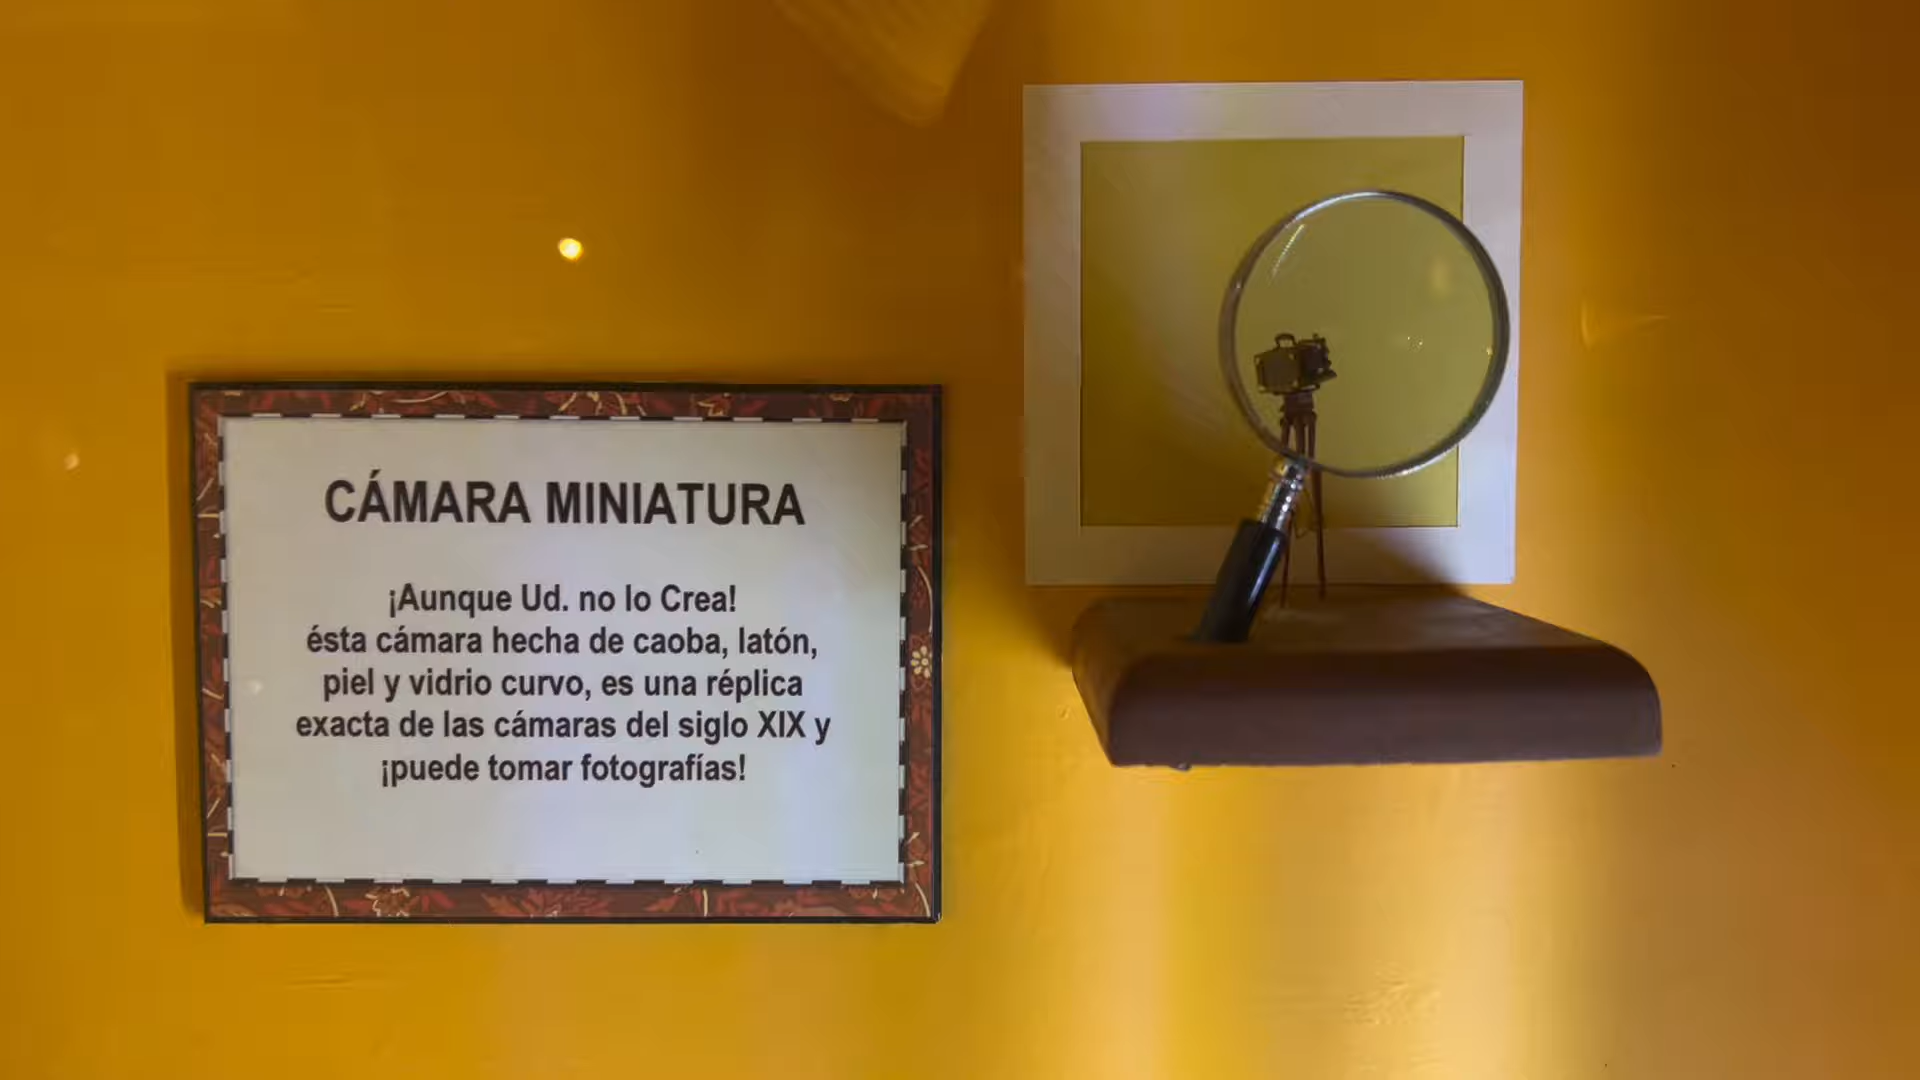 CÁMARA MINIATURA
¡Aunque Ud. no lo Crea!
ésta cámara hecha de caoba, latón,
piel y vidrio curvo, es una réplica
exacta de las cámaras del siglo XIX y
¡puede tomar fotografías!